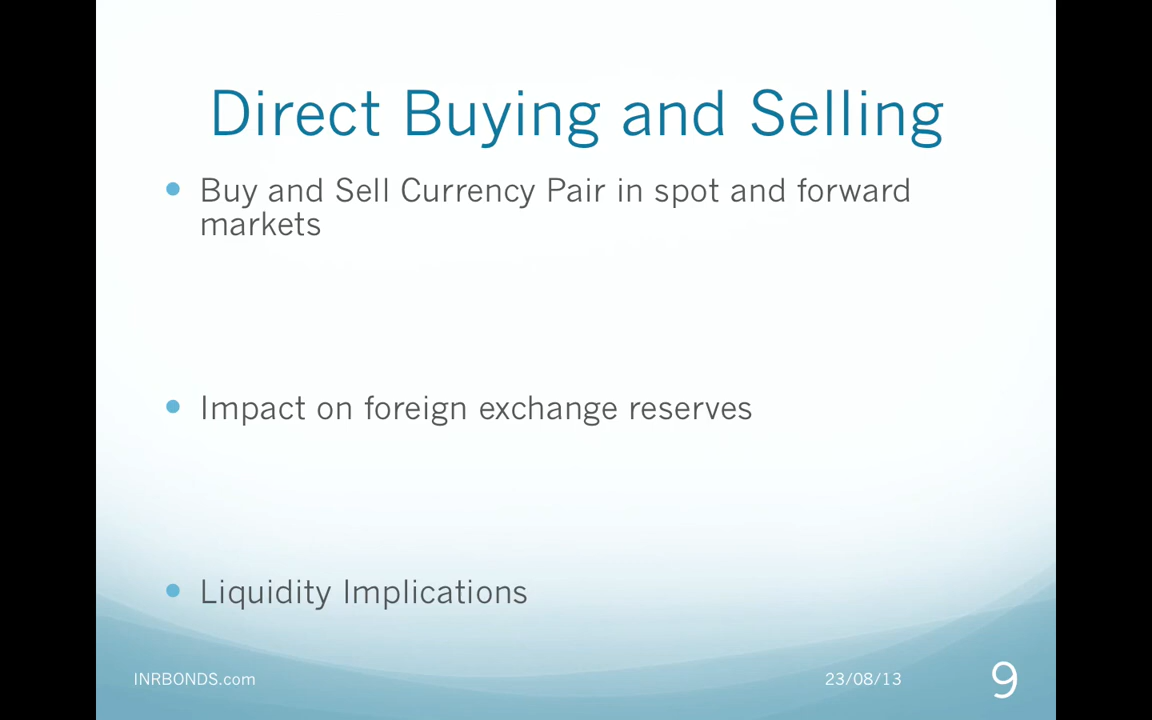 Direct Buying and Selling
Buy and Sell Currency Pair in spot and forward
markets
Impact on foreign exchange reserves
Liquidity Implications
INRBONDS.com
23/08/13
9